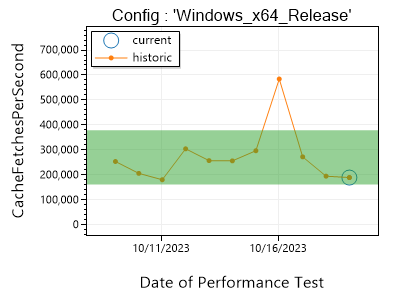 Config : 'Windows_x64_Release'
current
historic
CacheFetchesPerSecond
700,000
600,000
500,000
400,000
300,000
200,000
100,000
0
10/11/2023
10/16/2023
Date of Performance Test